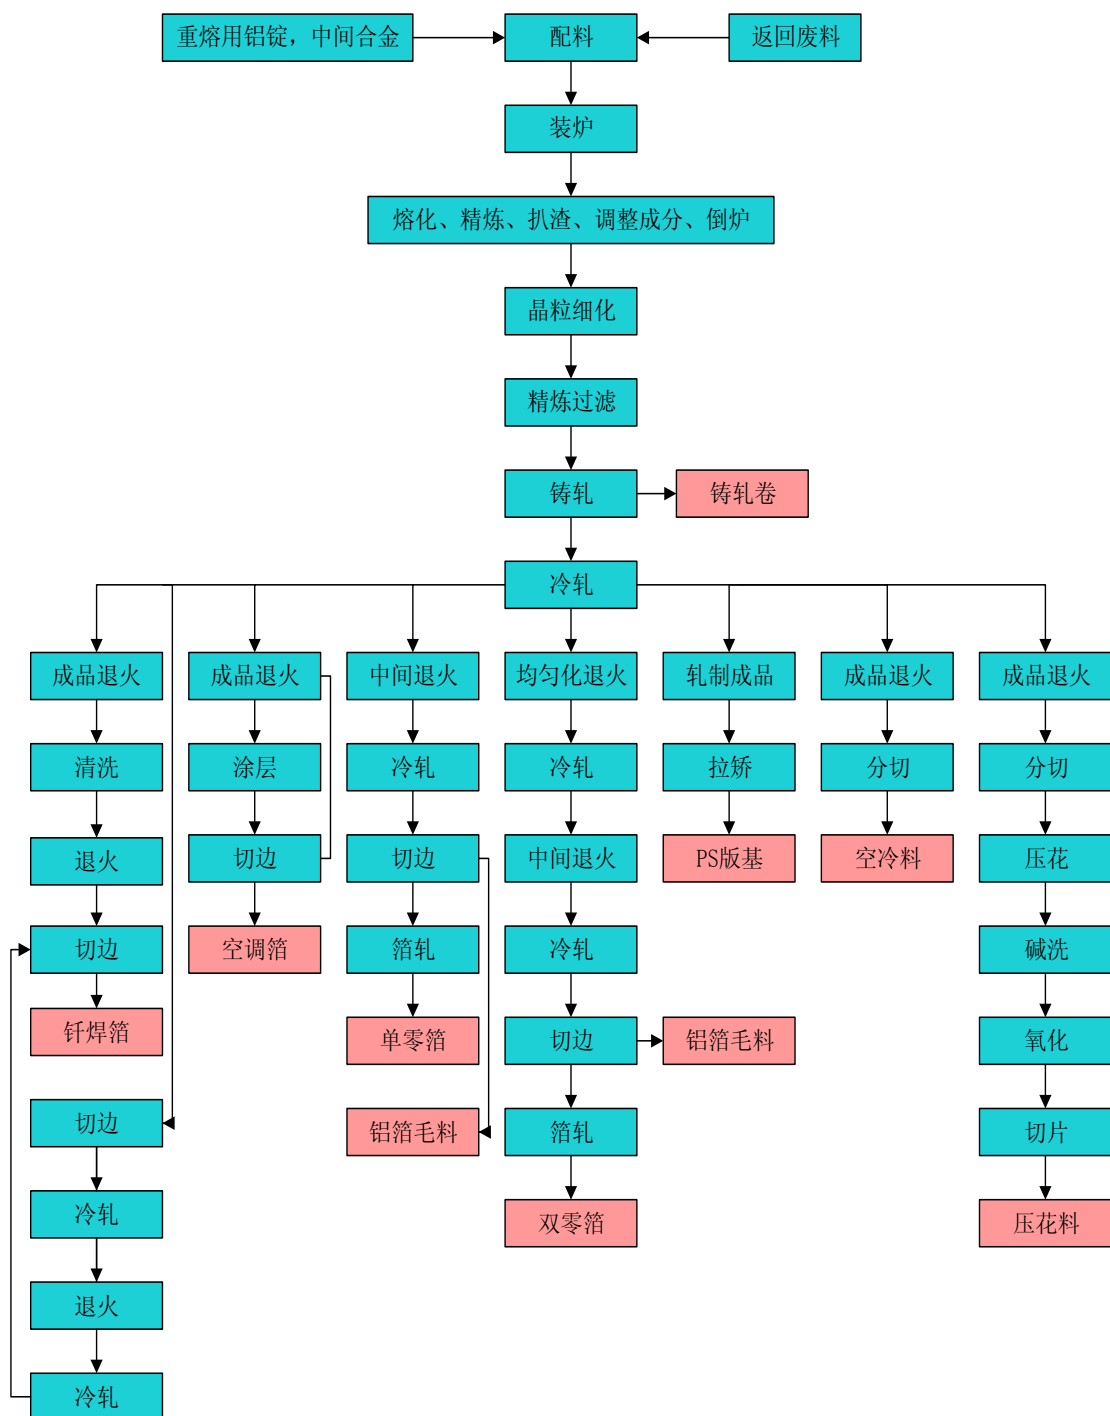 重熔用铝锭，中间合金
配料
返回废料
装炉
熔化、精炼、扒渣、调整成分、倒炉
晶粒细化
精炼过滤
铸轧
铸轧卷
冷轧
成品退火
成品退火
中间退火
均匀化退火
轧制成品
成品退火
成品退火
清洗
涂层
冷轧
冷轧
拉矫
分切
分切
退火
切边
切边
中间退火
PS版基
空冷料
压花
切边
空调箔
箔轧
冷轧
碱洗
钎焊箔
单零箔
切边
铝箔毛料
氧化
切边
铝箔毛料
箔轧
切片
冷轧
双零箔
压花料
退火
冷轧